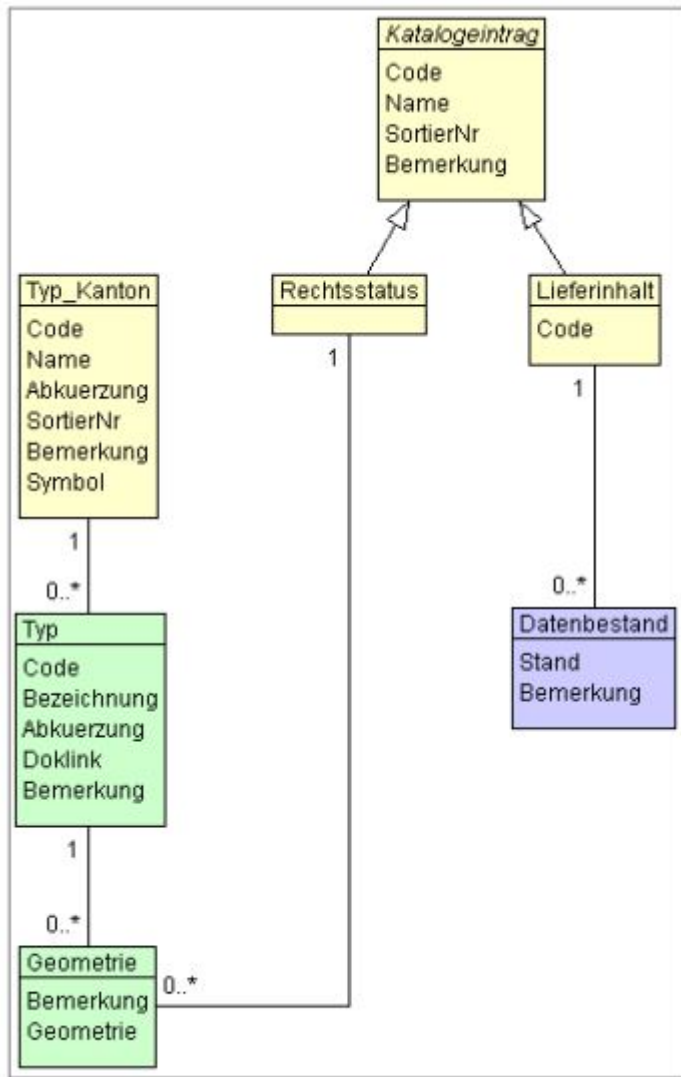 Katalogeintrag
Code
Name
SortierNr
Bemerkung
Typ_Kanton
Code
Name
Abkuerzung
SortierNr
Bemerkung
Symbol
Rechtsstatus
Lieferinhalt
Code
1
1
1
0..*
0..*
Typ
Code
Bezeichnung
Abkuerzung
Doklink
Bemerkung
Datenbestand
Stand
Bemerkung
1
0..*
Geometrie
Bemerkung
Geometrie
0..*